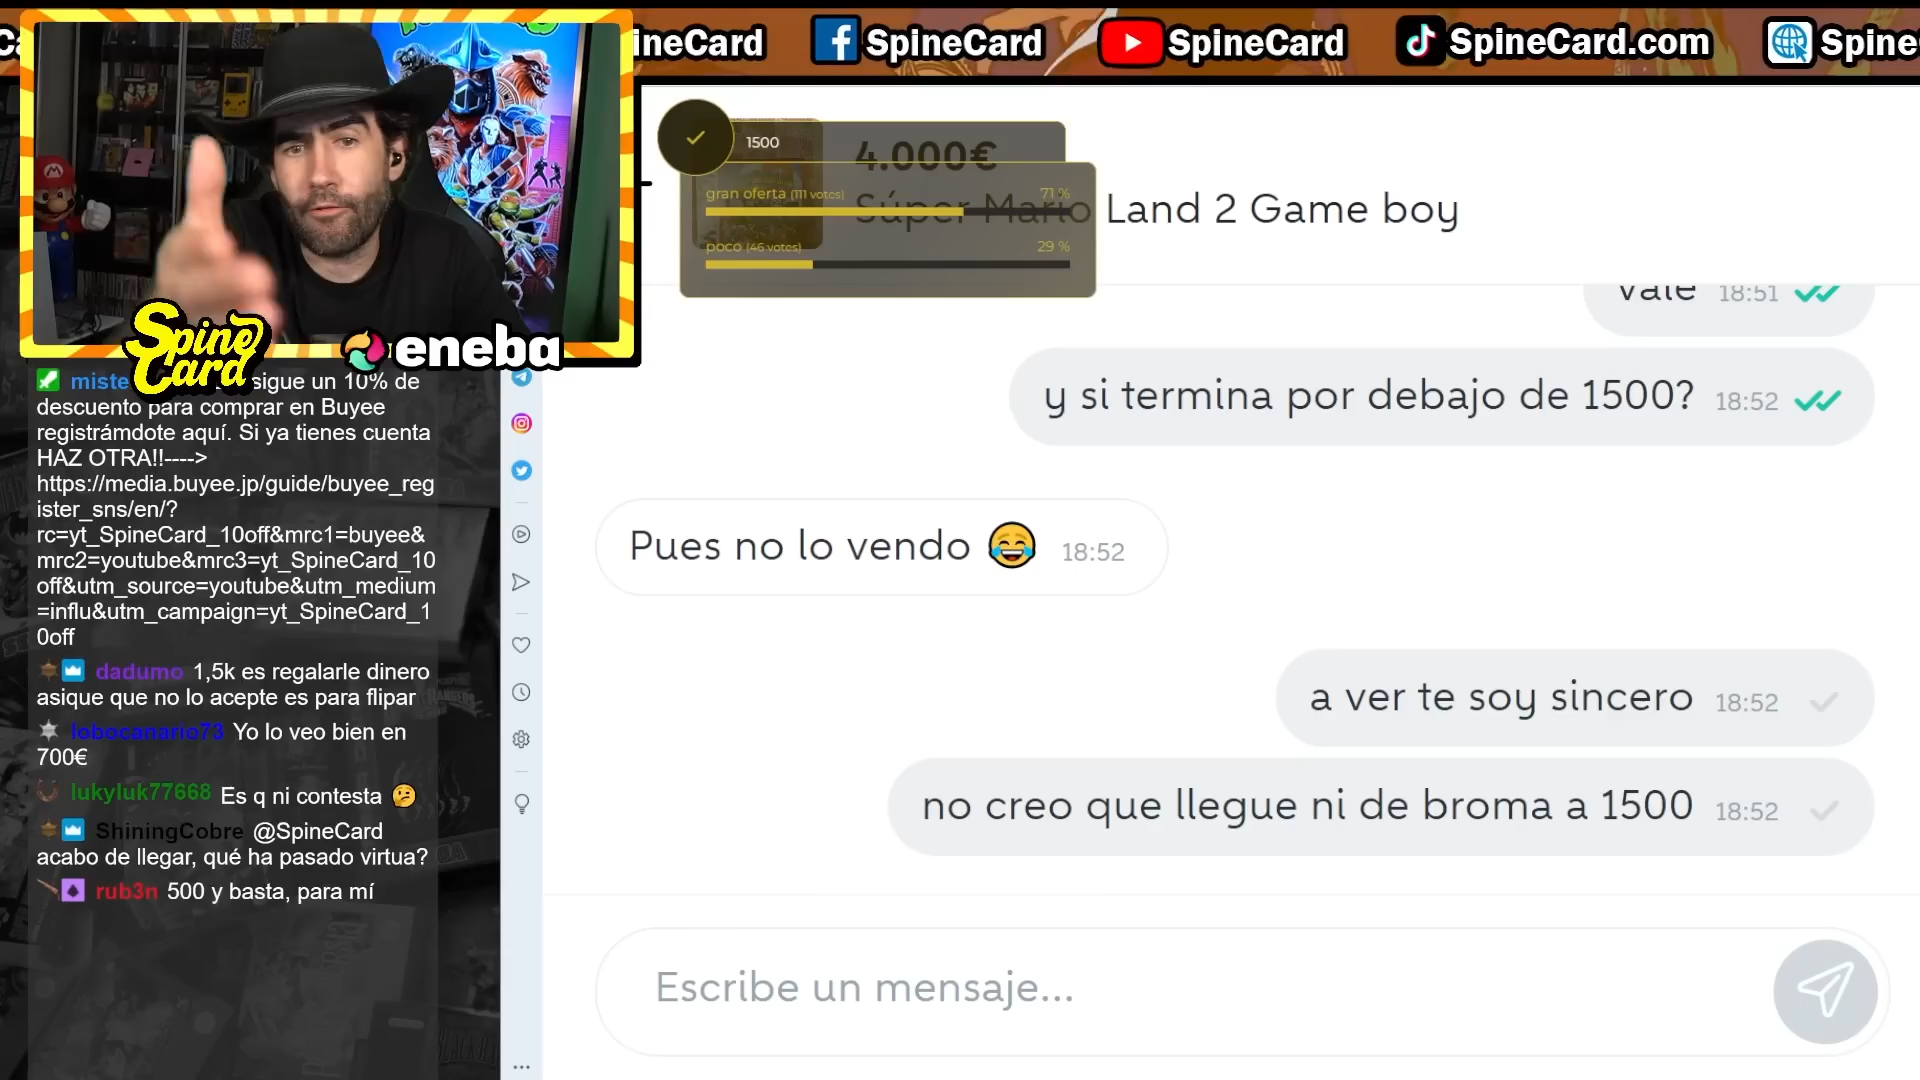 ineCard
SpineCard
SpineCard
SpineCard.com
Spine
Spine
Card
eneba
1500
4.000€
gran oferta (111 votos) 71 %
Súper Mario Land 2 Game boy
poco (46 votos) 29 %
vale 18:51
y si termina por debajo de 1500? 18:52
Pues no lo vendo 😂 18:52
a ver te soy sincero 18:52
no creo que llegue ni de broma a 1500 18:52
Escribe un mensaje...
miste sigue un 10% de
descuento para comprar en Buyee
registrámdote aquí. Si ya tienes cuenta
HAZ OTRA!!---->
https://media.buyee.jp/guide/buyee_reg
ister_sns/en/?
rc=yt_SpineCard_10off&mrc1=buyee&
mrc2=youtube&mrc3=yt_SpineCard_10
off&utm_source=youtube&utm_medium
=influ&utm_campaign=yt_SpineCard_1
0off
dadumo 1,5k es regalarle dinero
asique que no lo acepte es para flipar
lobocanario73 Yo lo veo bien en
700€
lukyluk77668 Es q ni contesta 🤔
ShiningCobre @SpineCard
acabo de llegar, qué ha pasado virtua?
rub3n 500 y basta, para mí